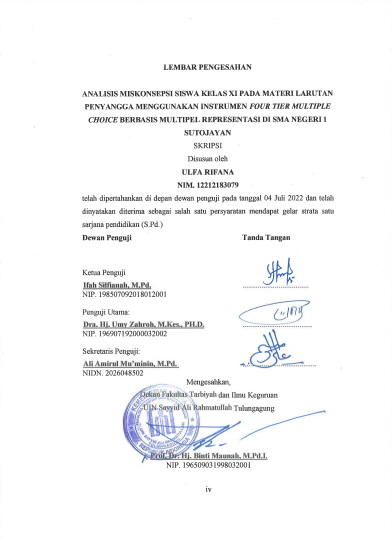 LEMBAR PENGESAHAN
ANALISIS MISKONSEPSI SISWA KELAS XI PADA MATERI LARUTAN
PENYANGGA MENGGUNAKAN INSTRUMEN FOUR TIER MULTIPLE
CHOICE BERBASIS MULTIPEL REPRESENTASI DI SMA NEGERI 1
SUTOJAYAN
SKRIPSI
Disusun oleh
ULFA RIFANA
NIM. 12212183079
telah dipertahankan di depan dewan penguji pada tanggal 04 Juli 2022 dan telah
dinyatakan diterima sebagai salah satu persyaratan mendapat gelar strata satu
sarjana pendidikan (S.Pd.)
Dewan Penguji Tanda Tangan
Ketua Penguji
Ifah Silfianah, M.Pd.
NIP. 198507092018012001
Penguji Utama:
Dra. Hj. Umy Zahroh, M.Kes., PH.D.
NIP. 196907192000032002
Sekretaris Penguji:
Ali Amirul Mu'minin, M.Pd.
NIDN. 2026048502
Mengesahkan,
Dekan Fakultas Tarbiyah dan Ilmu Keguruan
UIN Sayyid Ali Rahmatullah Tulungagung
Prof. Dr. Hj. Binti Maunah, M.Pd.I.
NIP. 196509031998032001
iv